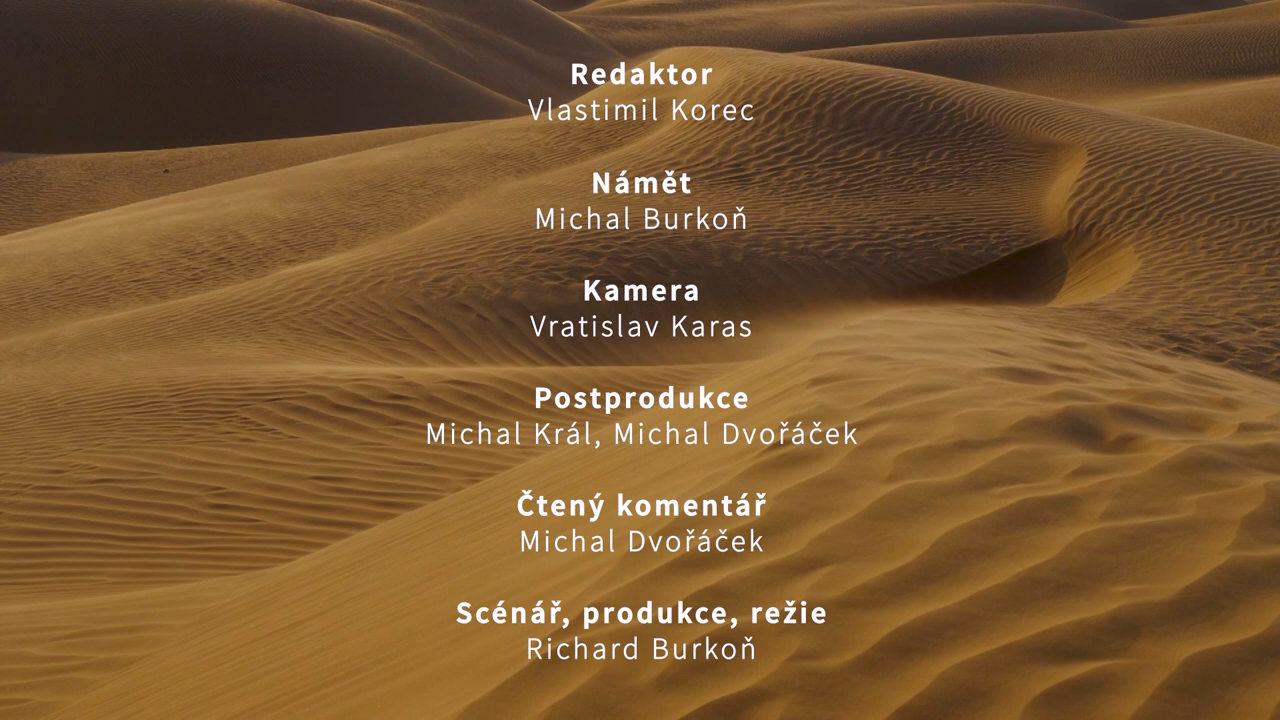 Redaktor
Vlastimil Korec
Námět
Michal Burkoň
Kamera
Vratislav Karas
Postprodukce
Michal Král, Michal Dvořáček
Čtený komentář
Michal Dvořáček
Scénář, produkce, režie
Richard Burkoň